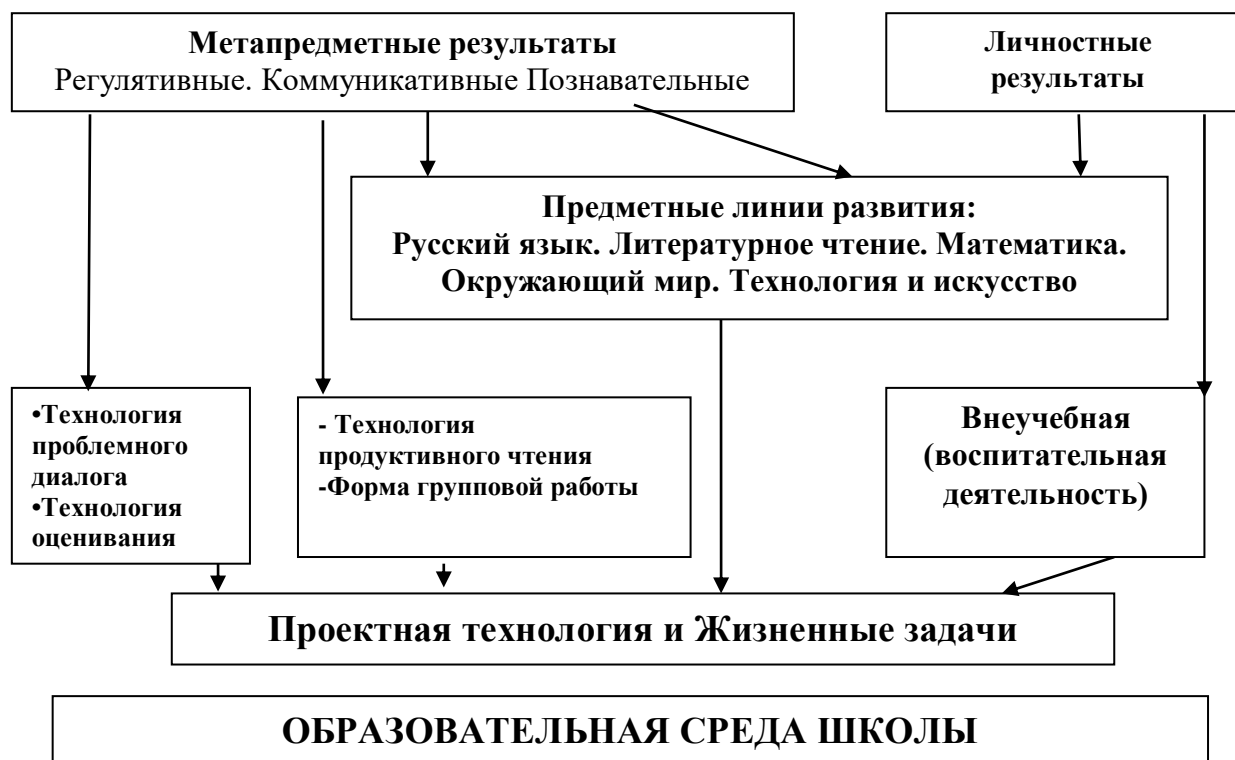 Метапредметные результаты
Регулятивные. Коммуникативные Познавательные
Личностные
результаты
Предметные линии развития:
Русский язык. Литературное чтение. Математика.
Окружающий мир. Технология и искусство
•Технология
проблемного
диалога
•Технология
оценивания
- Технология
продуктивного чтения
-Форма групповой работы
Внеучебная
(воспитательная
деятельность)
Проектная технология и Жизненные задачи
ОБРАЗОВАТЕЛЬНАЯ СРЕДА ШКОЛЫ